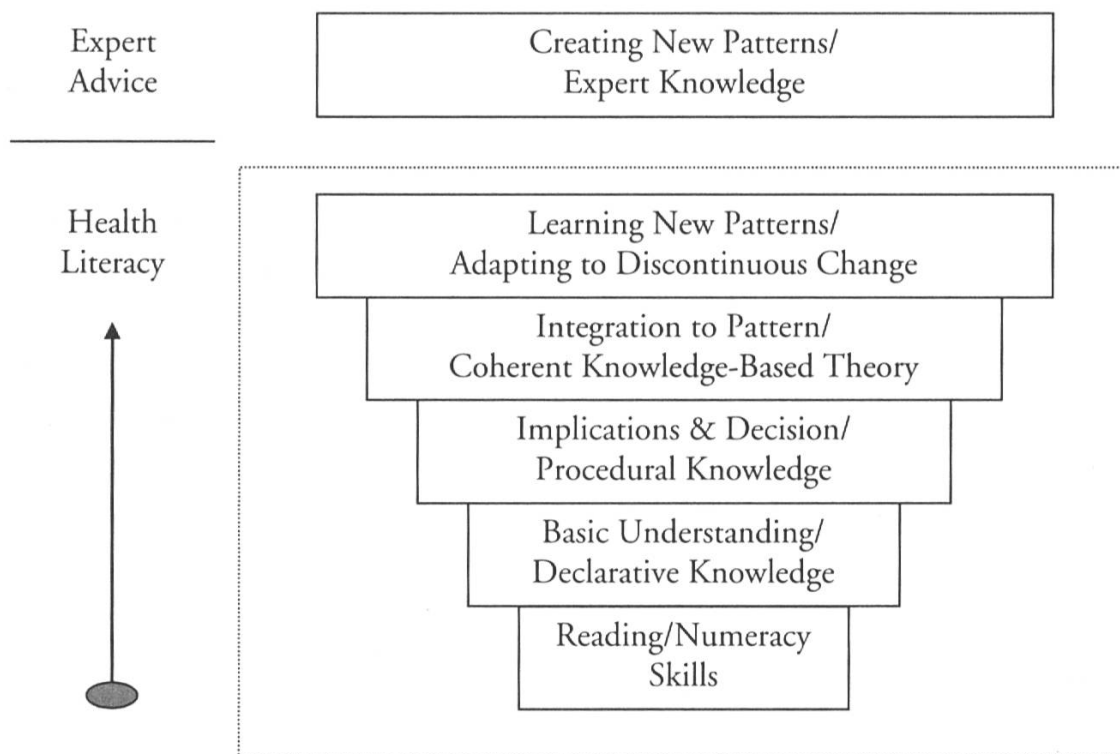 Expert
Advice
Creating New Patterns/
Expert Knowledge
Health
Literacy
Learning New Patterns/
Adapting to Discontinuous Change
Integration to Pattern/
Coherent Knowledge-Based Theory
Implications & Decision/
Procedural Knowledge
Basic Understanding/
Declarative Knowledge
Reading/Numeracy
Skills